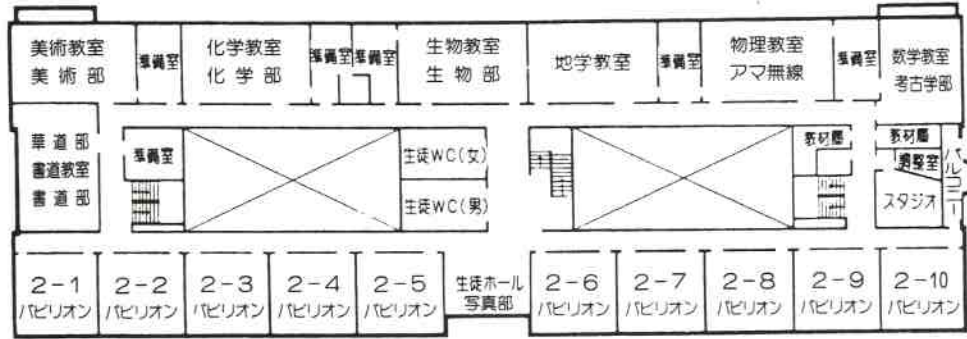 美術教室
美術部
準備室
化学教室
化学部
準備室
準備室
生物教室
生物部
地学教室
準備室
物理教室
アマ無線
準備室
数学教室
考古学部
華道部
書道教室
書道部
準備室
生徒WC(女)
生徒WC(男)
教材庫
教材庫
調整室
スタジオ
バルコニー
2-1
パビリオン
2-2
パビリオン
2-3
パビリオン
2-4
パビリオン
2-5
パビリオン
生徒ホール
写真部
2-6
パビリオン
2-7
パビリオン
2-8
パビリオン
2-9
パビリオン
2-10
パビリオン